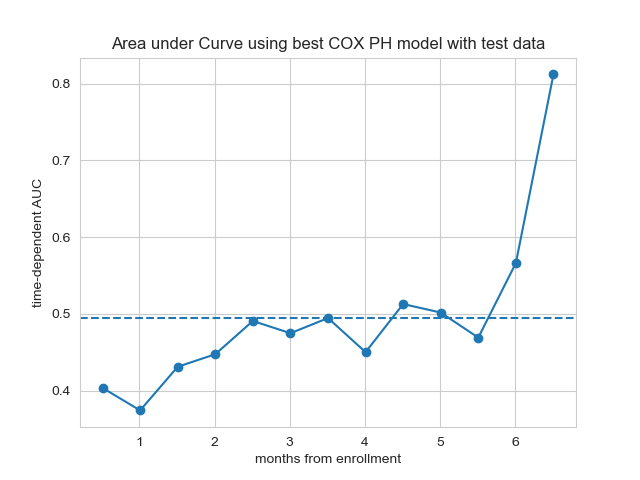 Area under Curve using best COX PH model with test data
time-dependent AUC
0.8
0.7
0.6
0.5
0.4
1 2 3 4 5 6
months from enrollment